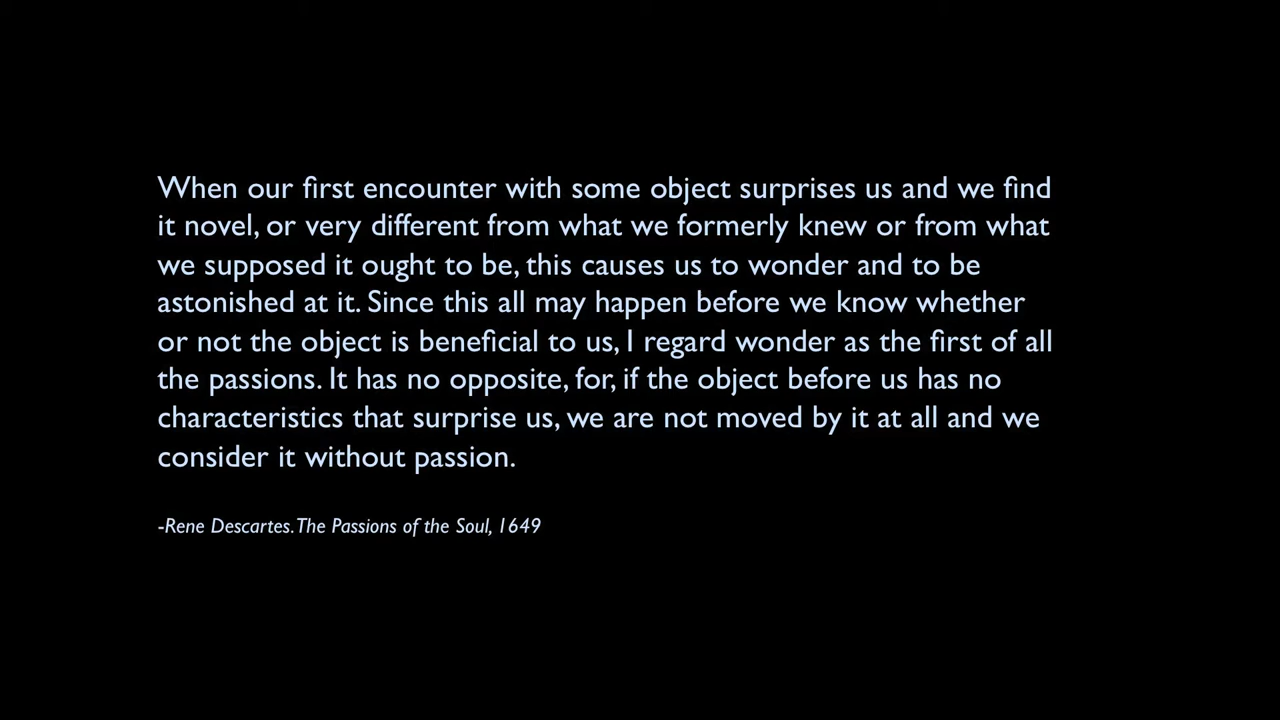 When our first encounter with some object surprises us and we find
it novel, or very different from what we formerly knew or from what
we supposed it ought to be, this causes us to wonder and to be
astonished at it. Since this all may happen before we know whether
or not the object is beneficial to us, I regard wonder as the first of all
the passions. It has no opposite, for, if the object before us has no
characteristics that surprise us, we are not moved by it at all and we
consider it without passion.
-Rene Descartes. The Passions of the Soul, 1649